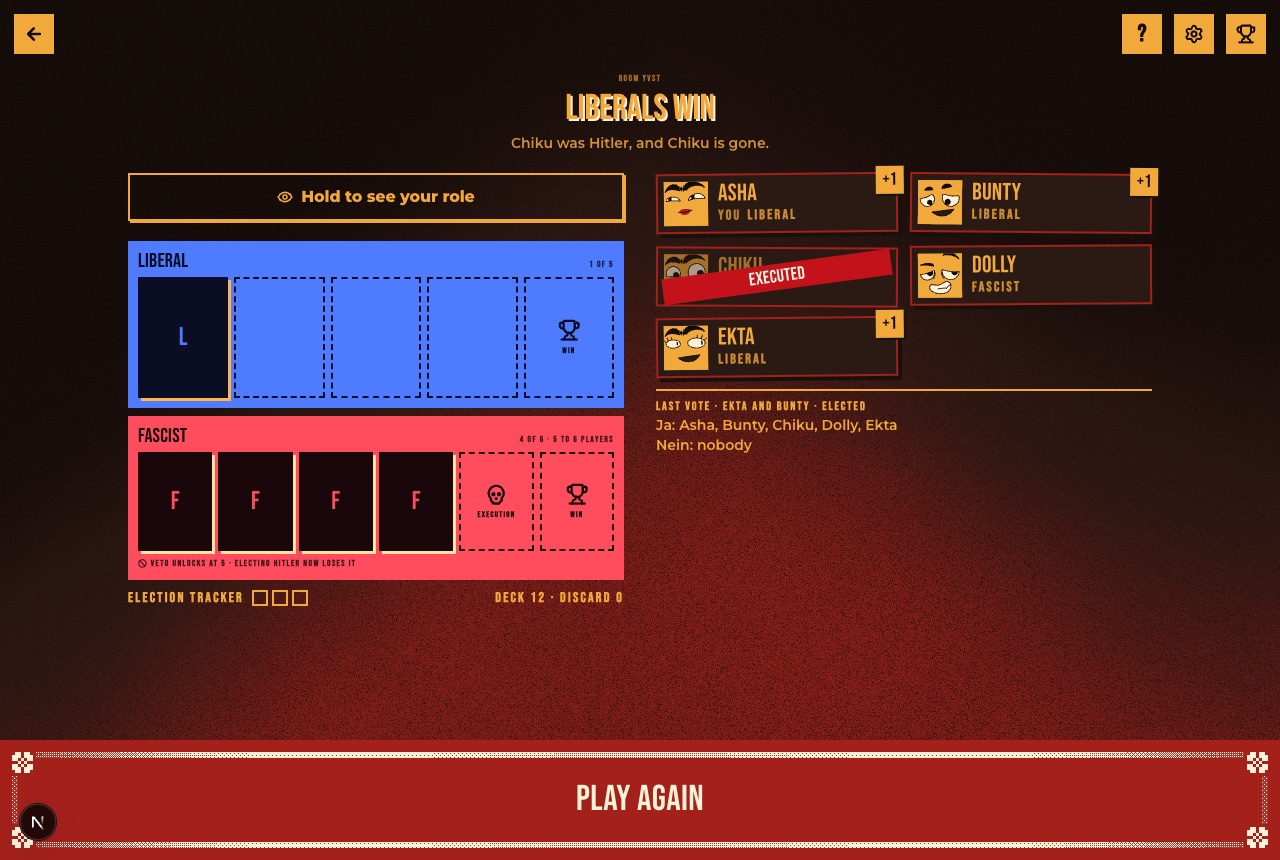 ?
ROOM YVST
LIBERALS WIN
Chiku was Hitler, and Chiku is gone.
Hold to see your role
LIBERAL
1 OF 5
L
WIN
FASCIST
4 OF 6 · 5 TO 6 PLAYERS
F
F
F
F
EXECUTION
WIN
VETO UNLOCKS AT 5 · ELECTING HITLER NOW LOSES IT
ELECTION TRACKER
DECK 12 · DISCARD 0
ASHA
YOU LIBERAL
+1
BUNTY
LIBERAL
+1
CHIKU
EXECUTED
DOLLY
FASCIST
EKTA
LIBERAL
+1
LAST VOTE · EKTA AND BUNTY · ELECTED
Ja: Asha, Bunty, Chiku, Dolly, Ekta
Nein: nobody
PLAY AGAIN
N